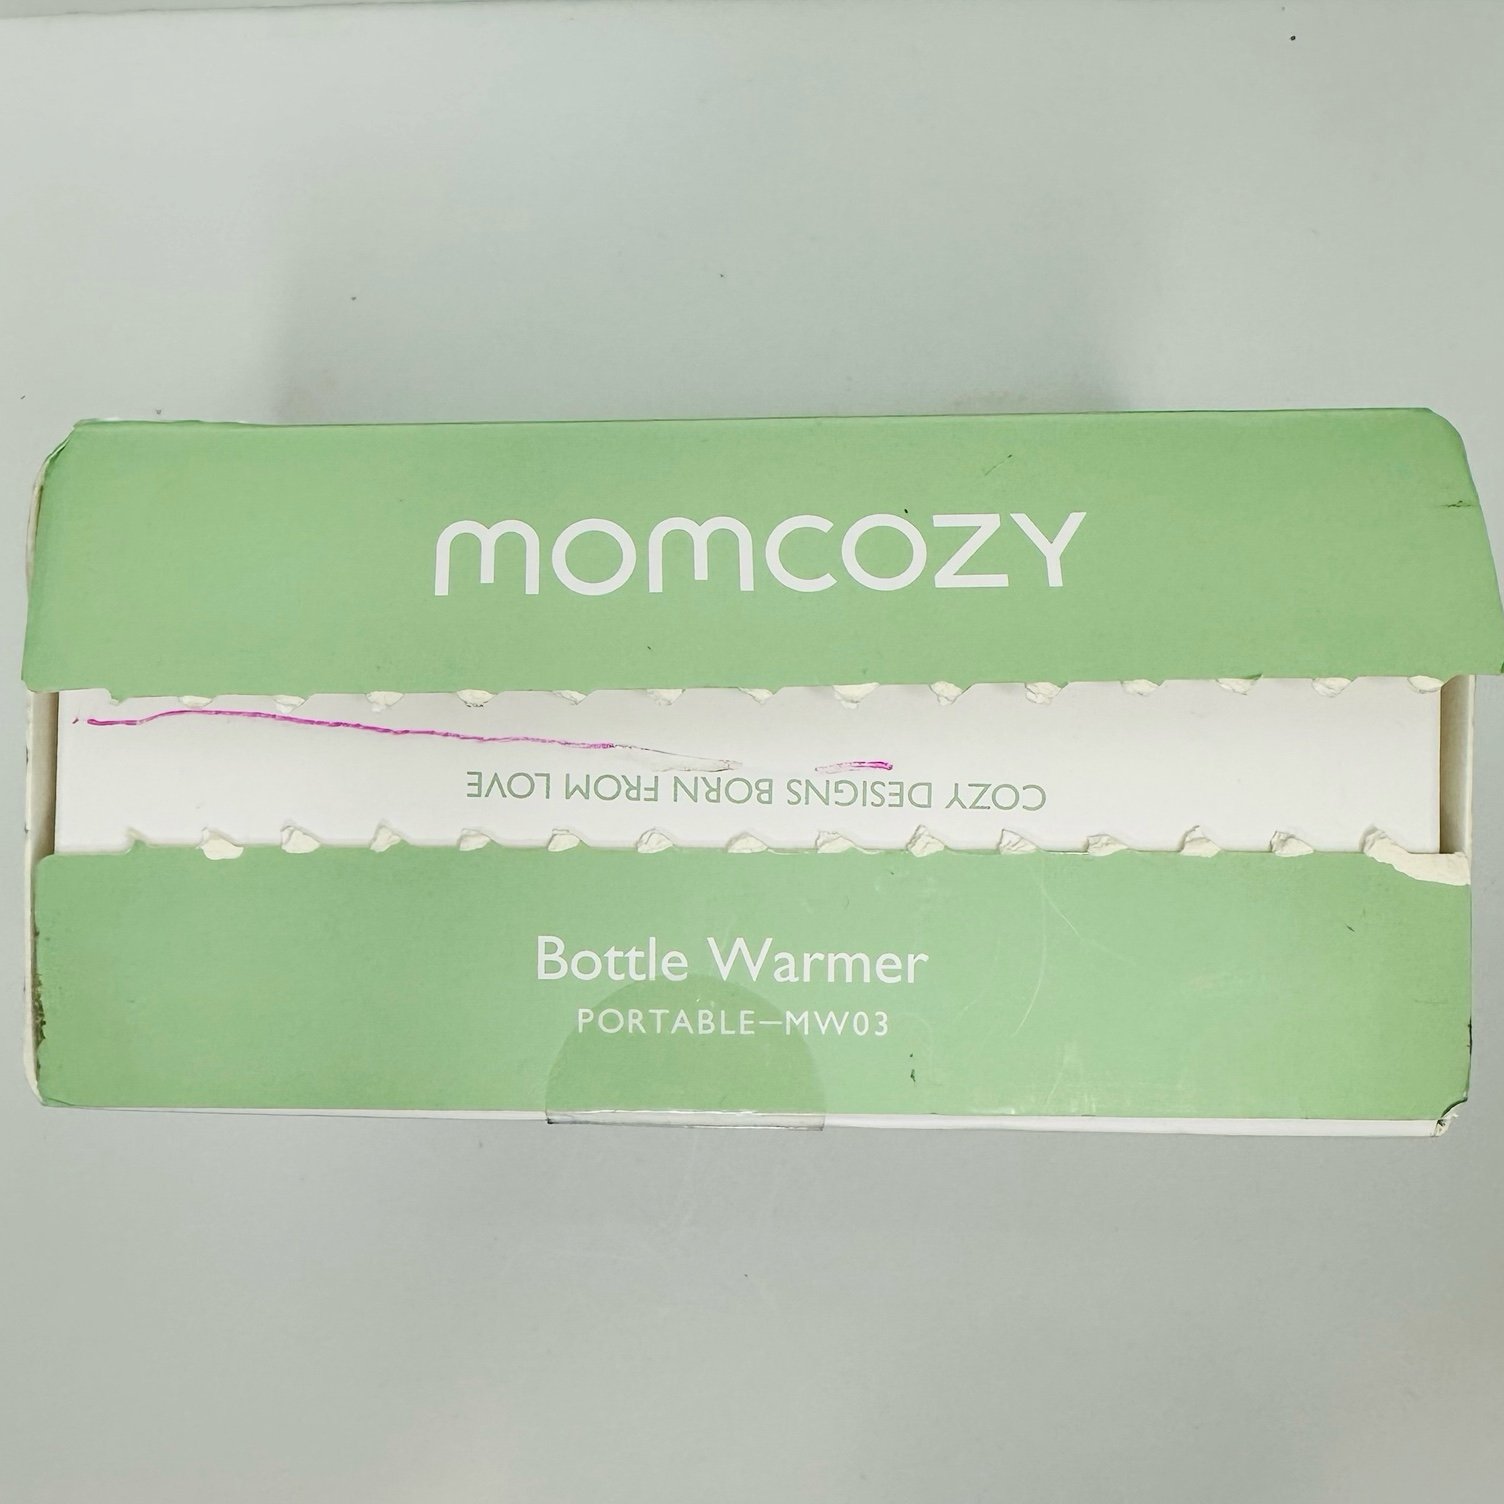 momcozy
COZY DESIGNS BORN FROM LOVE
Bottle Warmer
PORTABLE–MW03